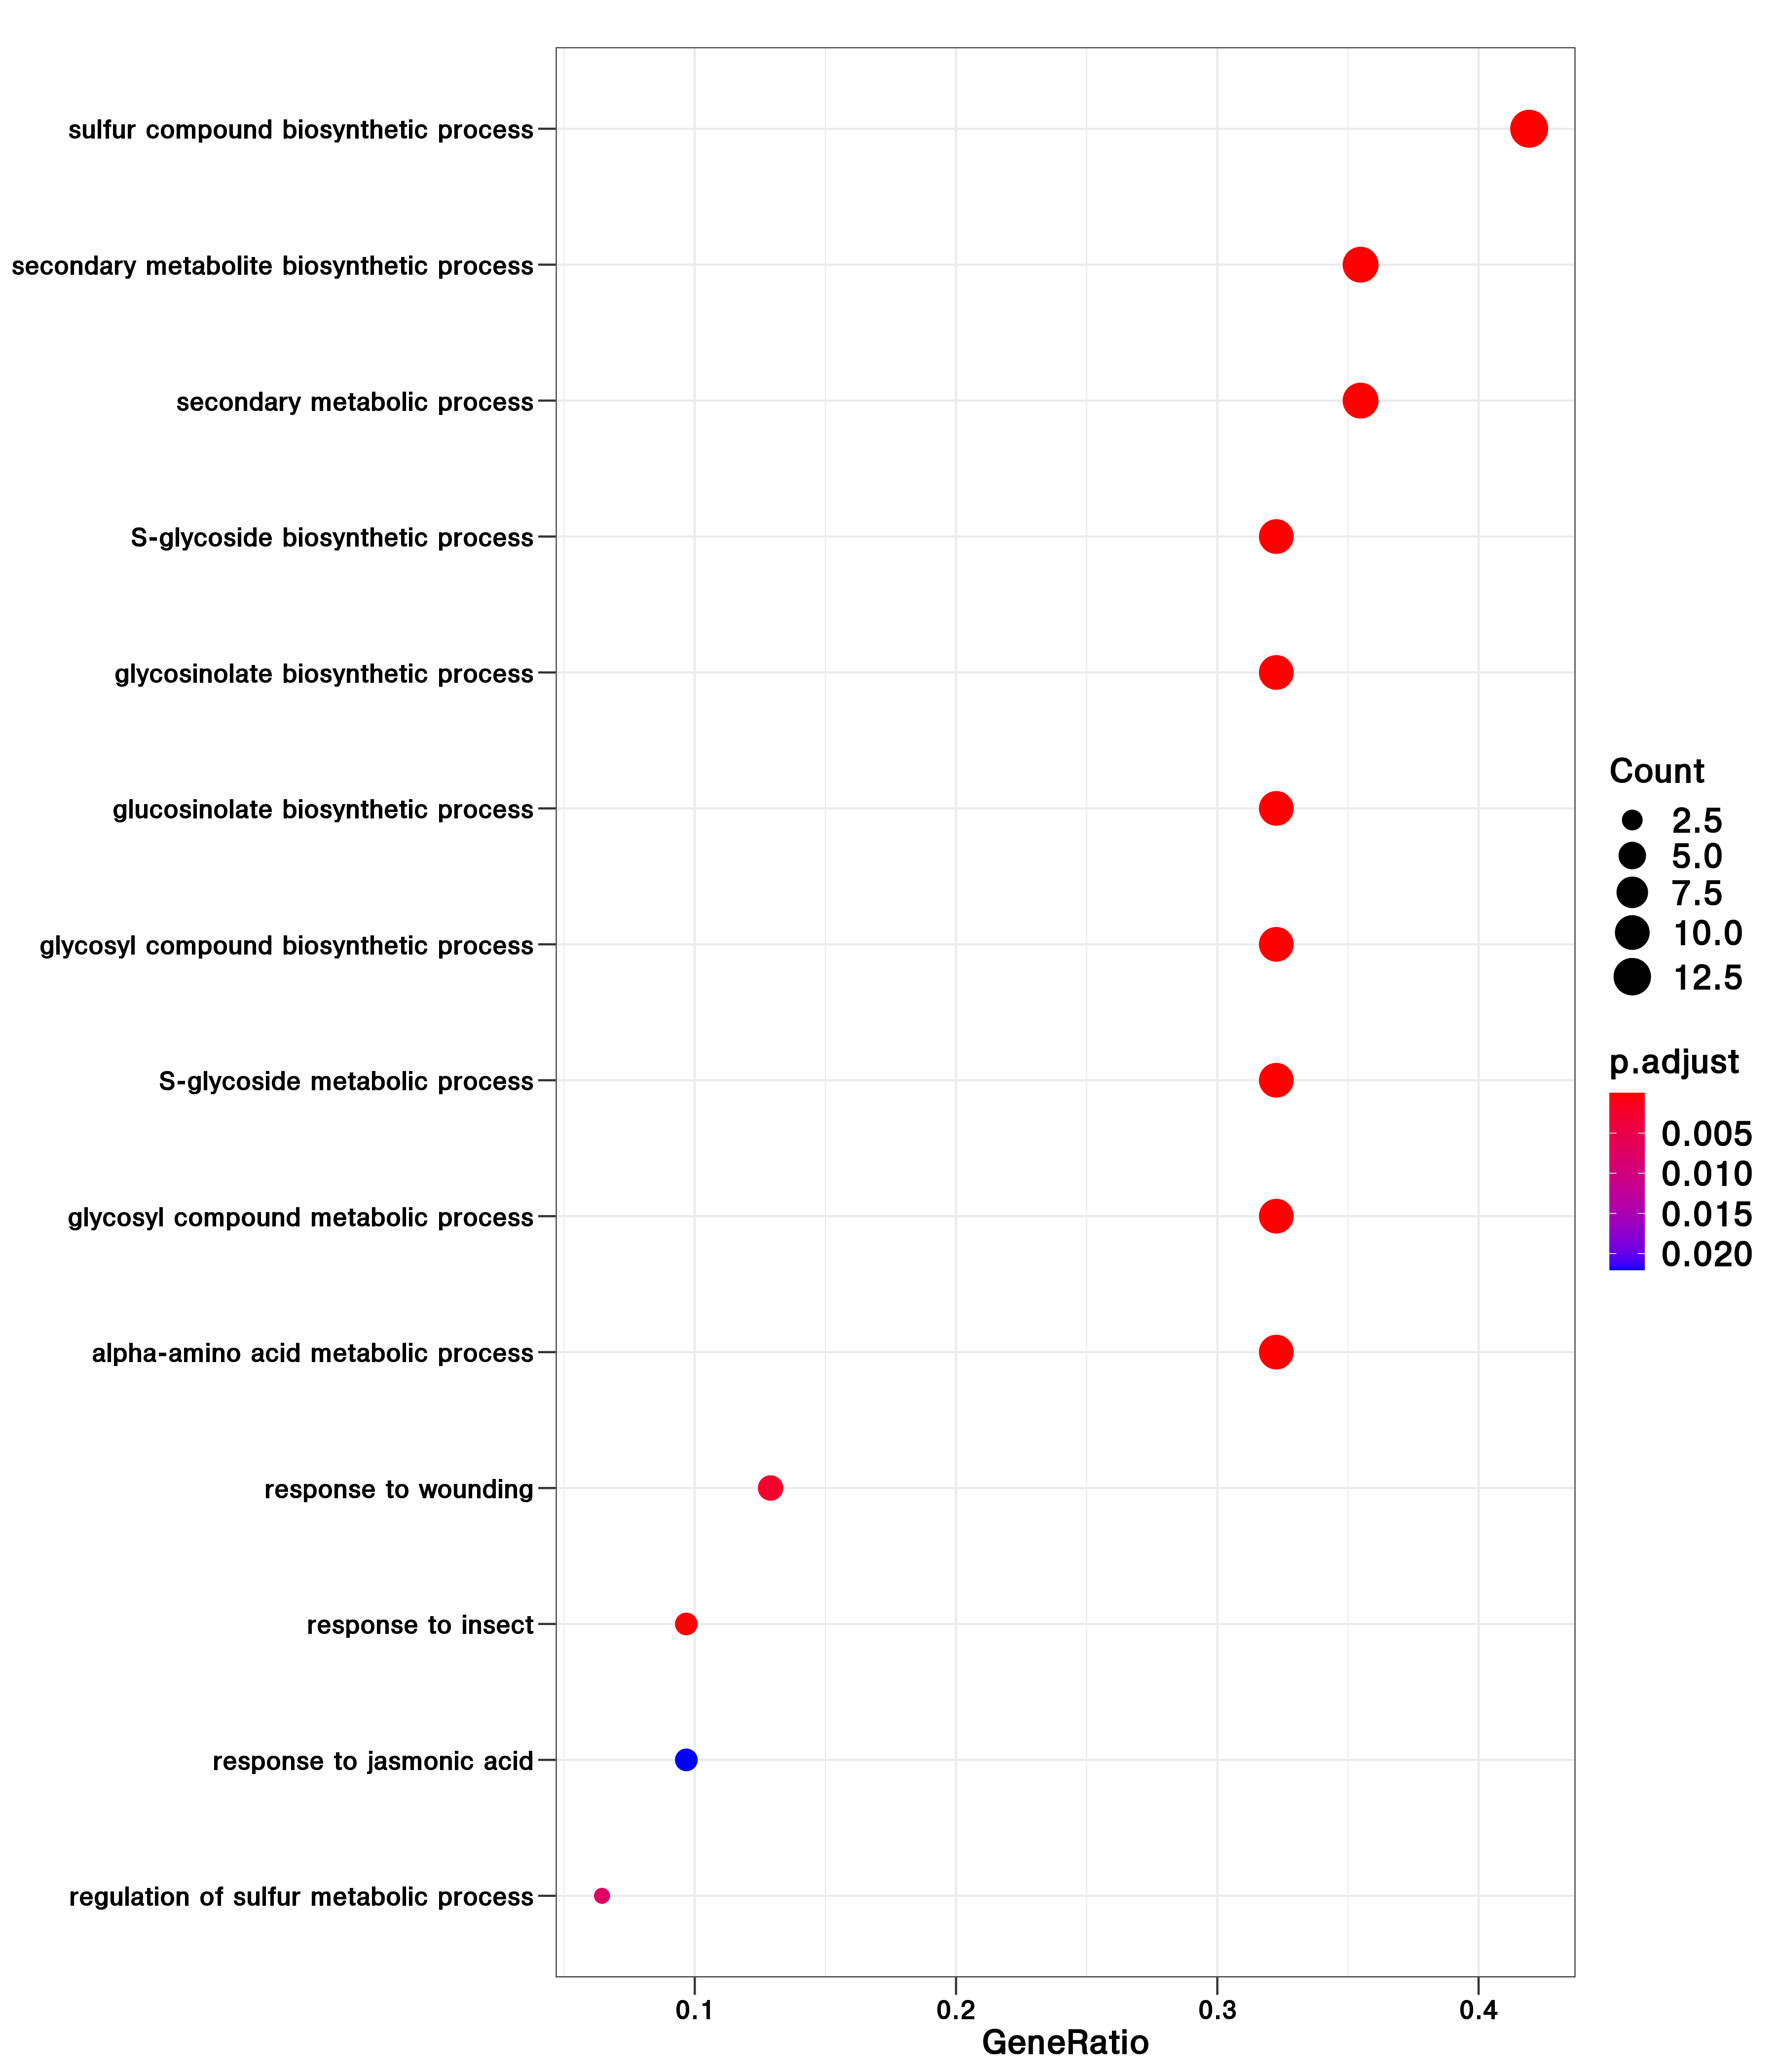 sulfur compound biosynthetic process
secondary metabolite biosynthetic process
secondary metabolic process
S-glycoside biosynthetic process
glycosinolate biosynthetic process
glucosinolate biosynthetic process
glycosyl compound biosynthetic process
S-glycoside metabolic process
glycosyl compound metabolic process
alpha-amino acid metabolic process
response to wounding
response to insect
response to jasmonic acid
regulation of sulfur metabolic process
0.1 0.2 0.3 0.4
GeneRatio
Count
2.5
5.0
7.5
10.0
12.5
p.adjust
0.005
0.010
0.015
0.020